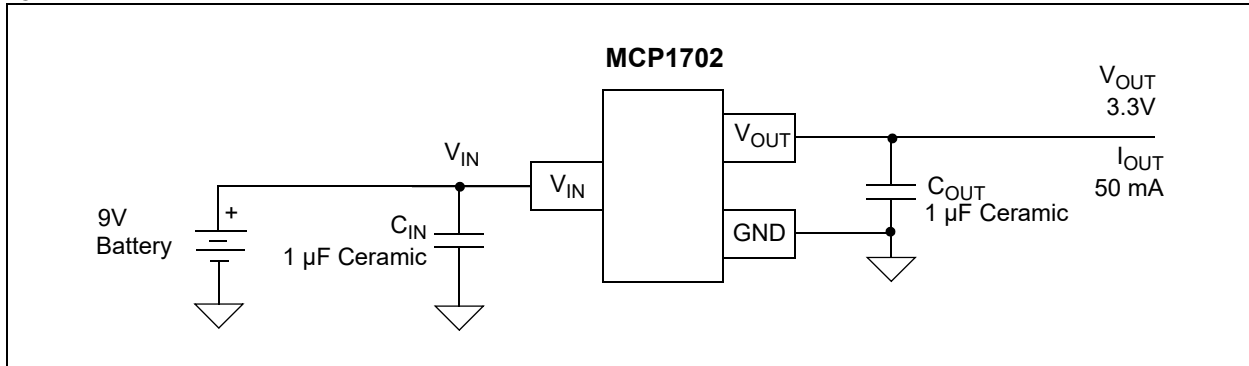 MCP1702
V_OUT
3.3V
V_IN
V_IN
V_OUT
I_OUT
50 mA
9V
Battery
+
C_IN
1 µF Ceramic
C_OUT
1 µF Ceramic
GND